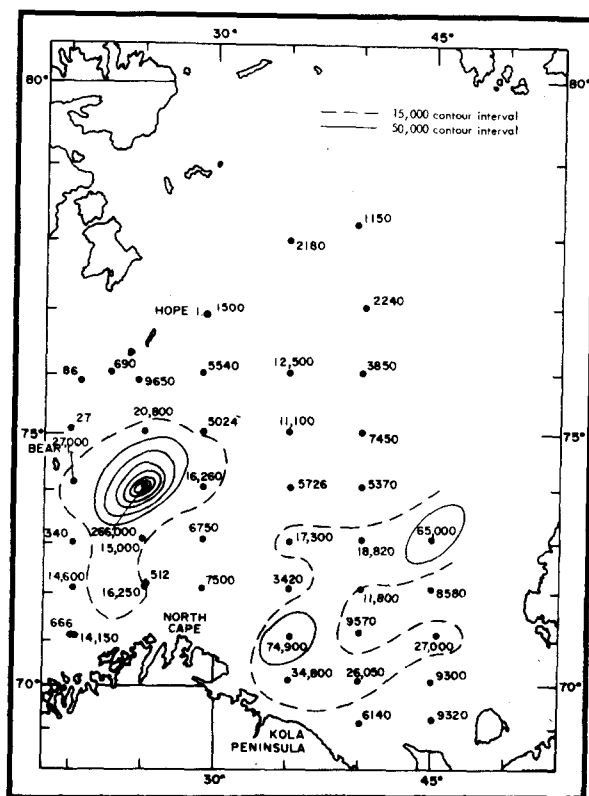 30° 45°
80° 80°
15,000 contour interval
50,000 contour interval
1150
2180
HOPE I. 1500
2240
690
86 9650 5540 12,500 3850
27 20,800 5024 11,100
75° 7450 75°
27,000
BEAR
16,260 5726 5370
340 266,000 6750 17,300 65,000
15,000 18,820
14,600 512 3420
16,250 7500 11,800 8580
666 NORTH 9570
14,150 CAPE
74,900 27,000
34,800 26,050 9300
70° 70°
6140 9320
KOLA
PENINSULA
30° 45°